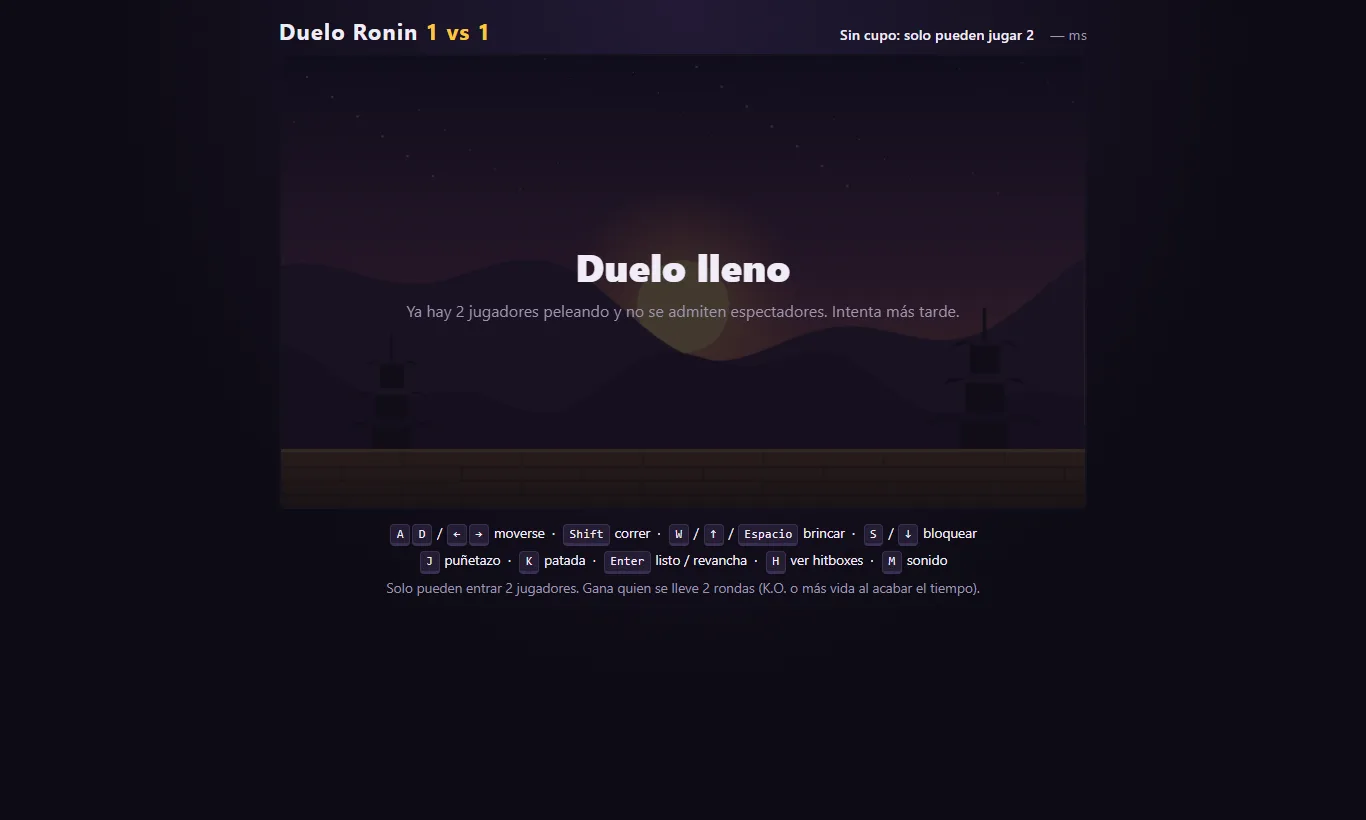 Duelo Ronin 1 vs 1
Sin cupo: solo pueden jugar 2 — ms
Duelo lleno
Ya hay 2 jugadores peleando y no se admiten espectadores. Intenta más tarde.
A D / ← → moverse · Shift correr · W / ↑ / Espacio brincar · S / ↓ bloquear
J puñetazo · K patada · Enter listo / revancha · H ver hitboxes · M sonido
Solo pueden entrar 2 jugadores. Gana quien se lleve 2 rondas (K.O. o más vida al acabar el tiempo).